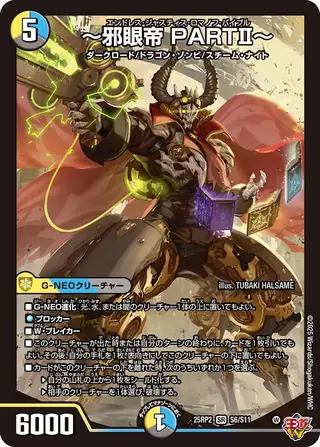 5
エンドレス・ジャスティス・ロマノフ・バイブル
～邪眼帝 PARTⅡ～
ダークロード/ドラゴン・ゾンビ/スチーム・ナイト
illus. TUBAKI HALSAME
G-NEOクリーチャー
G-NEO進化：光、水、または闇のクリーチャー1体の上に置いてもよい。
ブロッカー
W・ブレイカー
このクリーチャーが出た時または自分のターンの終わりに、カードを1枚引いてもよい。その後、自分の手札を1枚裏向きにして自分のシールドに置いてもよい。
カードがこのクリーチャーの下を離れた時、次のうちいずれか1つを選ぶ。
▶自分の山札の上から1枚をシールド化する。
▶相手のクリーチャーを1体選び、破壊する。
6000
1
25RP2 SR S6/S11
W
©2025 Wizards/Shogakukan/WHC